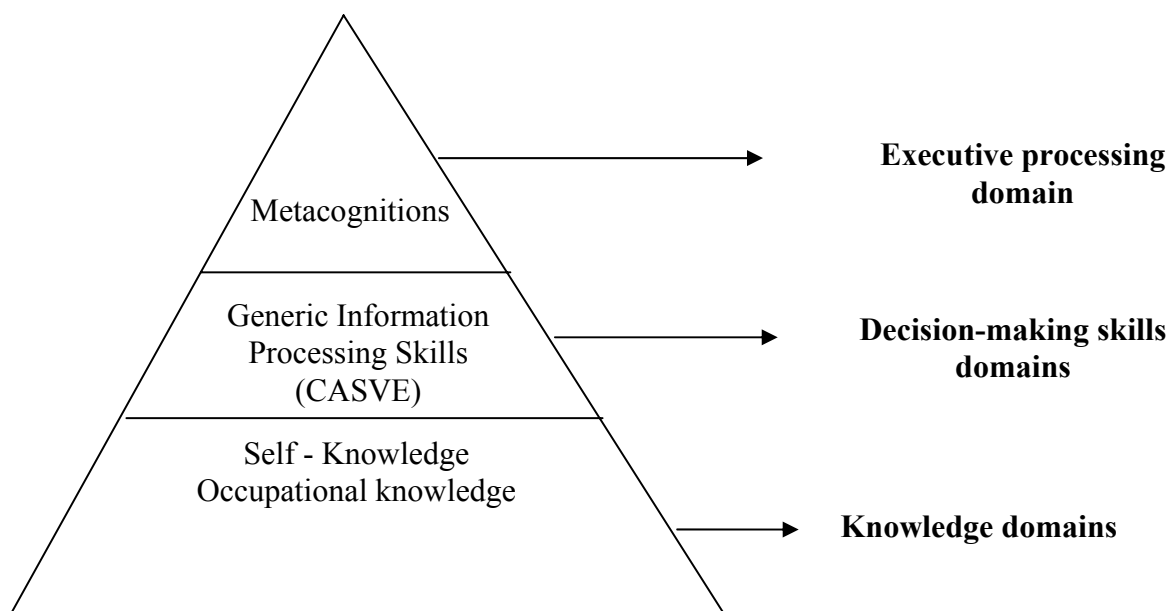 Executive processing
domain
Metacognitions
Generic Information
Processing Skills
(CASVE)
Decision-making skills
domains
Self - Knowledge
Occupational knowledge
Knowledge domains